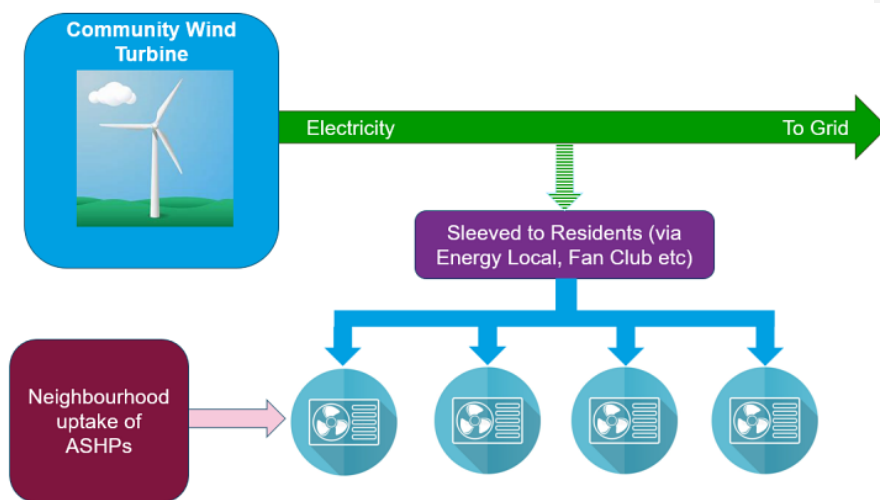 Community Wind
Turbine
Electricity
To Grid
Sleeved to Residents (via
Energy Local, Fan Club etc)
Neighbourhood
uptake of
ASHPs